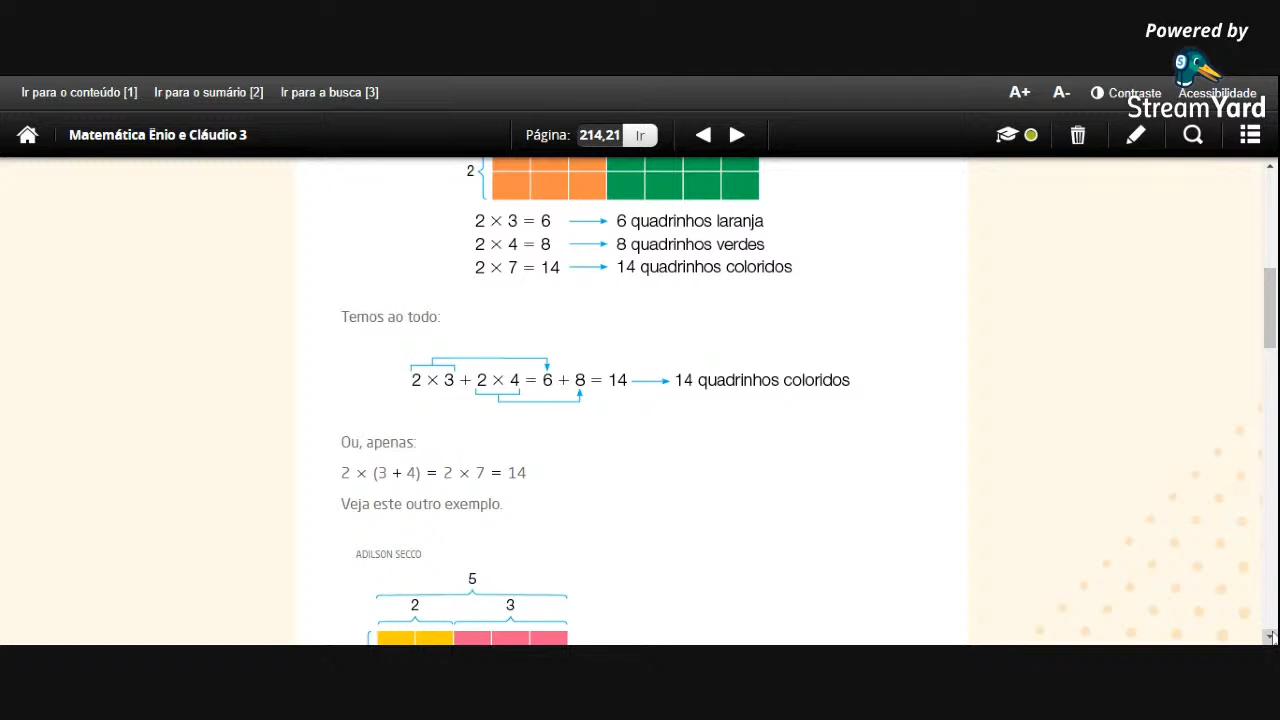 Powered by
StreamYard
Ir para o conteúdo [1] Ir para o sumário [2] Ir para a busca [3] A+ A- Contraste Acessibilidade
Matemática Ênio e Cláudio 3 Página: 214,21 Ir
2
2 × 3 = 6 → 6 quadrinhos laranja
2 × 4 = 8 → 8 quadrinhos verdes
2 × 7 = 14 → 14 quadrinhos coloridos
Temos ao todo:
2 × 3 + 2 × 4 = 6 + 8 = 14 → 14 quadrinhos coloridos
Ou, apenas:
2 × (3 + 4) = 2 × 7 = 14
Veja este outro exemplo.
ADILSON SECCO
5
2 3